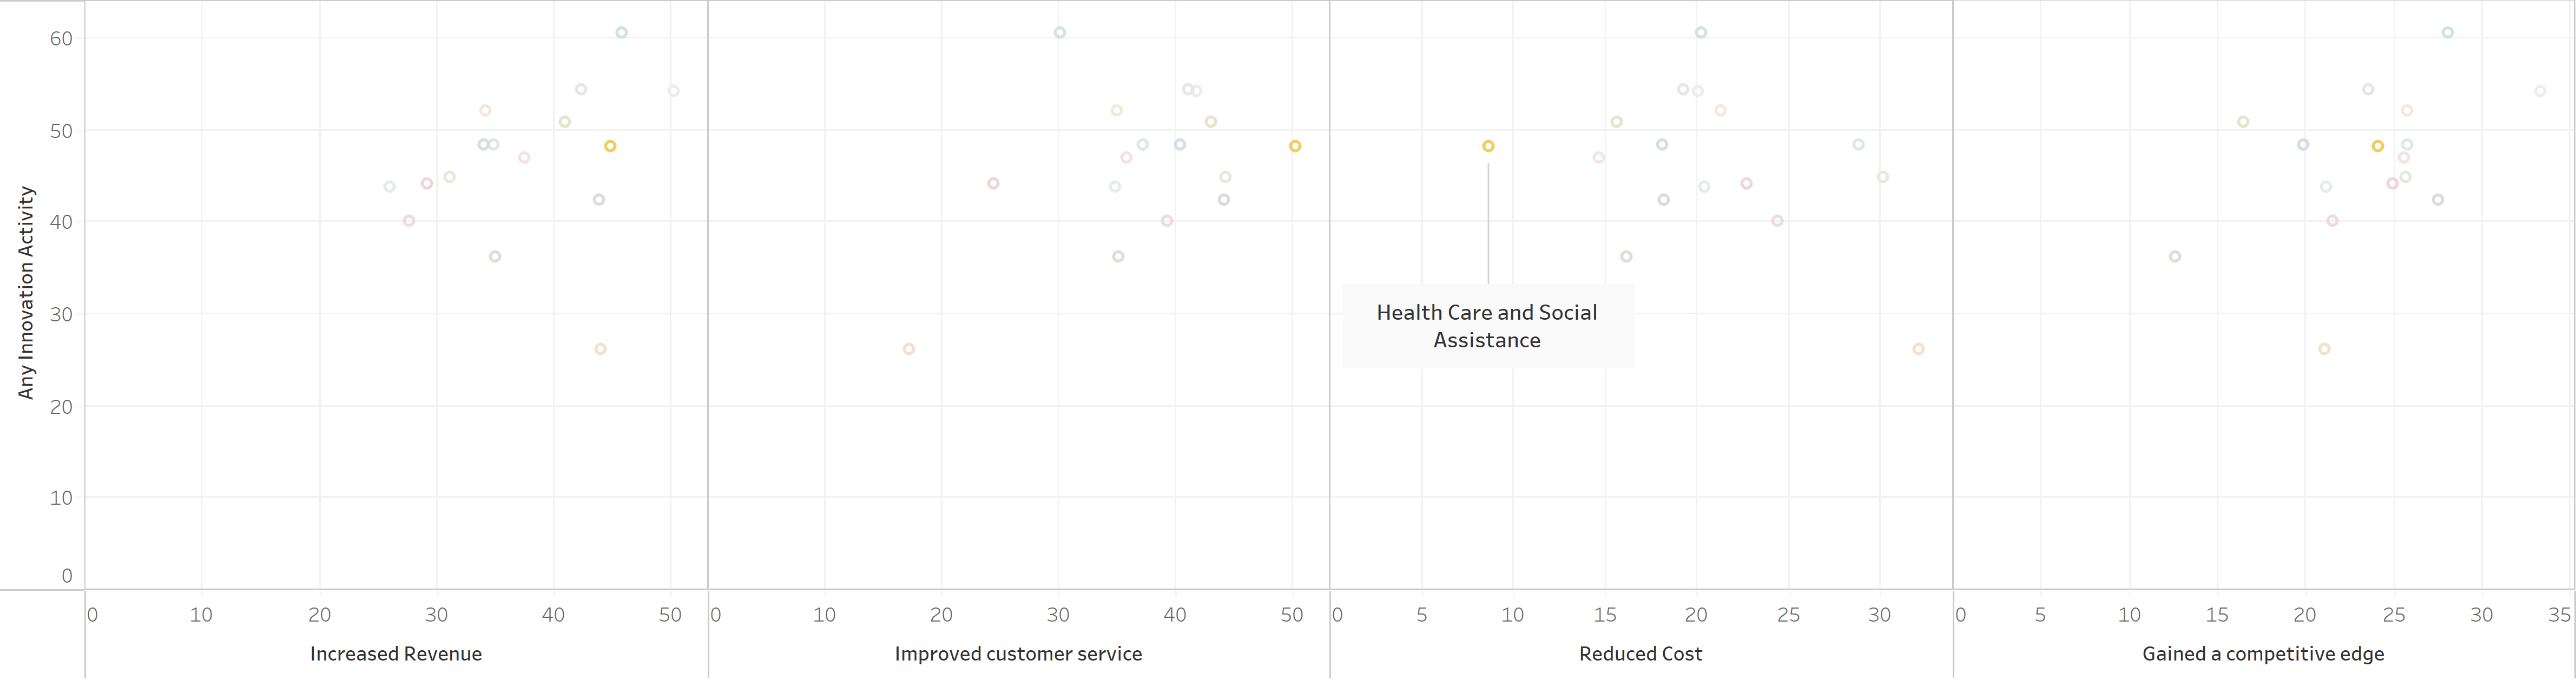 60
50
40
30
20
10
0
Any Innovation Activity
Health Care and Social
Assistance
0 10 20 30 40 50 0 10 20 30 40 50 0 5 10 15 20 25 30 0 5 10 15 20 25 30 35
Increased Revenue Improved customer service Reduced Cost Gained a competitive edge